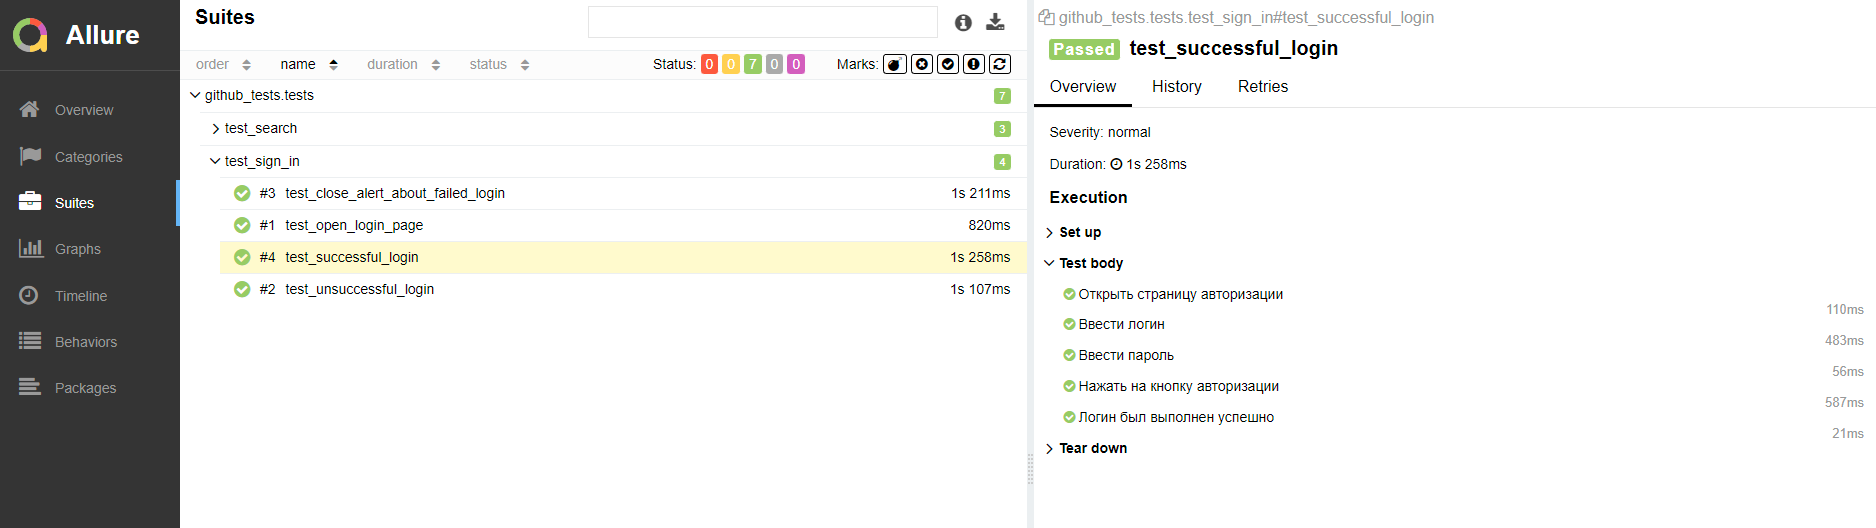 Allure
Overview
Categories
Suites
Graphs
Timeline
Behaviors
Packages
Suites
order name duration status Status: 0 0 7 0 0 Marks:
github_tests.tests 7
test_search 3
test_sign_in 4
#3 test_close_alert_about_failed_login 1s 211ms
#1 test_open_login_page 820ms
#4 test_successful_login 1s 258ms
#2 test_unsuccessful_login 1s 107ms
github_tests.tests.test_sign_in#test_successful_login
Passed test_successful_login
Overview History Retries
Severity: normal
Duration: 1s 258ms
Execution
Set up
Test body
Открыть страницу авторизации
110ms
Ввести логин
483ms
Ввести пароль
56ms
Нажать на кнопку авторизации
587ms
Логин был выполнен успешно
21ms
Tear down